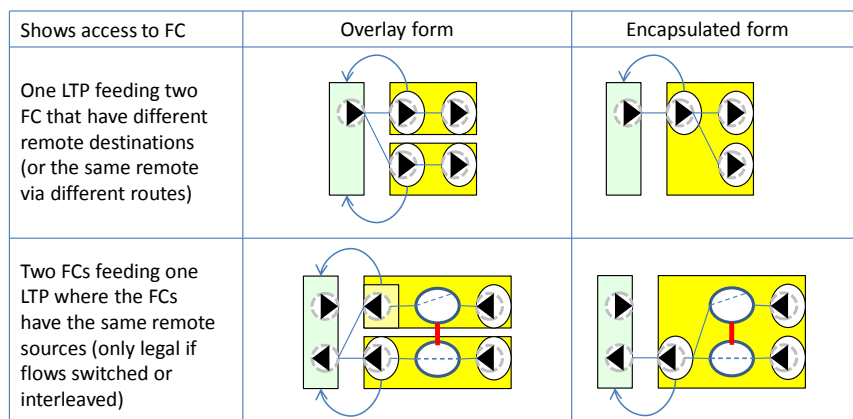 Shows access to FC
Overlay form
Encapsulated form
One LTP feeding two
FC that have different
remote destinations
(or the same remote
via different routes)
Two FCs feeding one
LTP where the FCs
have the same remote
sources (only legal if
flows switched or
interleaved)